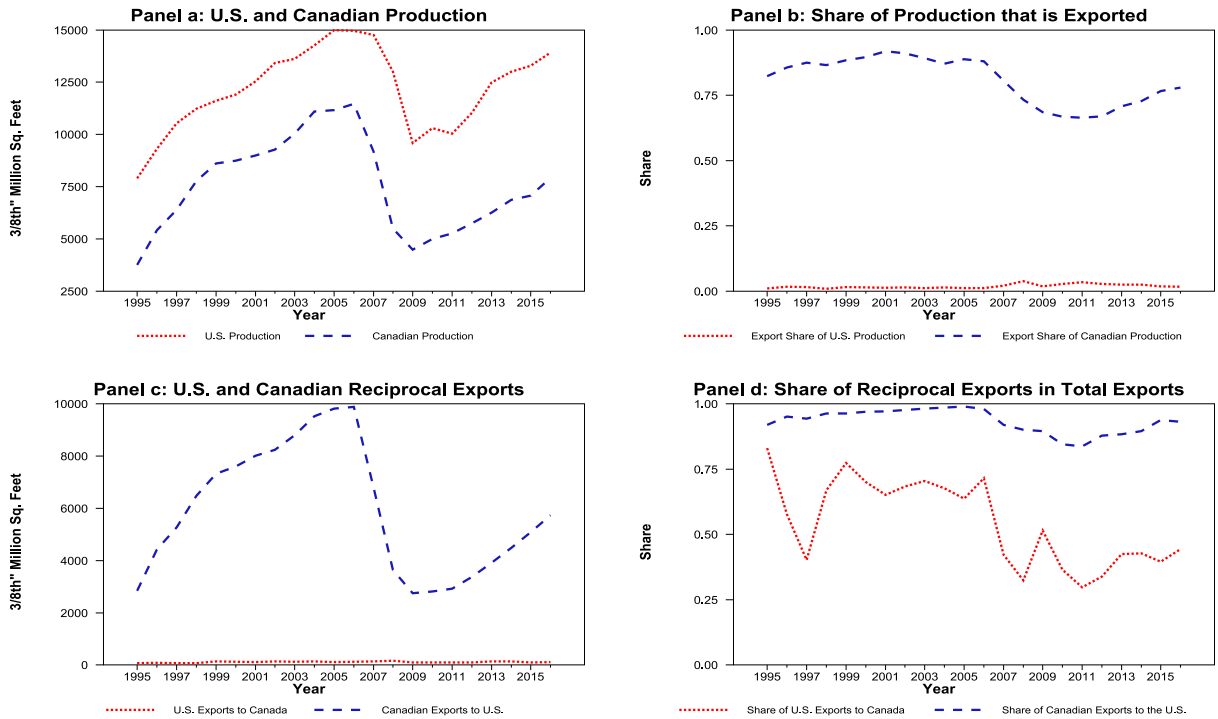 Panel a: U.S. and Canadian Production
15000
12500
10000
7500
5000
2500
3/8th" Million Sq. Feet
1995 1997 1999 2001 2003 2005 2007 2009 2011 2013 2015
Year
U.S. Production Canadian Production
Panel b: Share of Production that is Exported
1.00
0.75
0.50
0.25
0.00
Share
1995 1997 1999 2001 2003 2005 2007 2009 2011 2013 2015
Year
Export Share of U.S. Production Export Share of Canadian Production
Panel c: U.S. and Canadian Reciprocal Exports
10000
8000
6000
4000
2000
0
3/8th" Million Sq. Feet
1995 1997 1999 2001 2003 2005 2007 2009 2011 2013 2015
Year
U.S. Exports to Canada Canadian Exports to U.S.
Panel d: Share of Reciprocal Exports in Total Exports
1.00
0.75
0.50
0.25
0.00
Share
1995 1997 1999 2001 2003 2005 2007 2009 2011 2013 2015
Year
Share of U.S. Exports to Canada Share of Canadian Exports to the U.S.